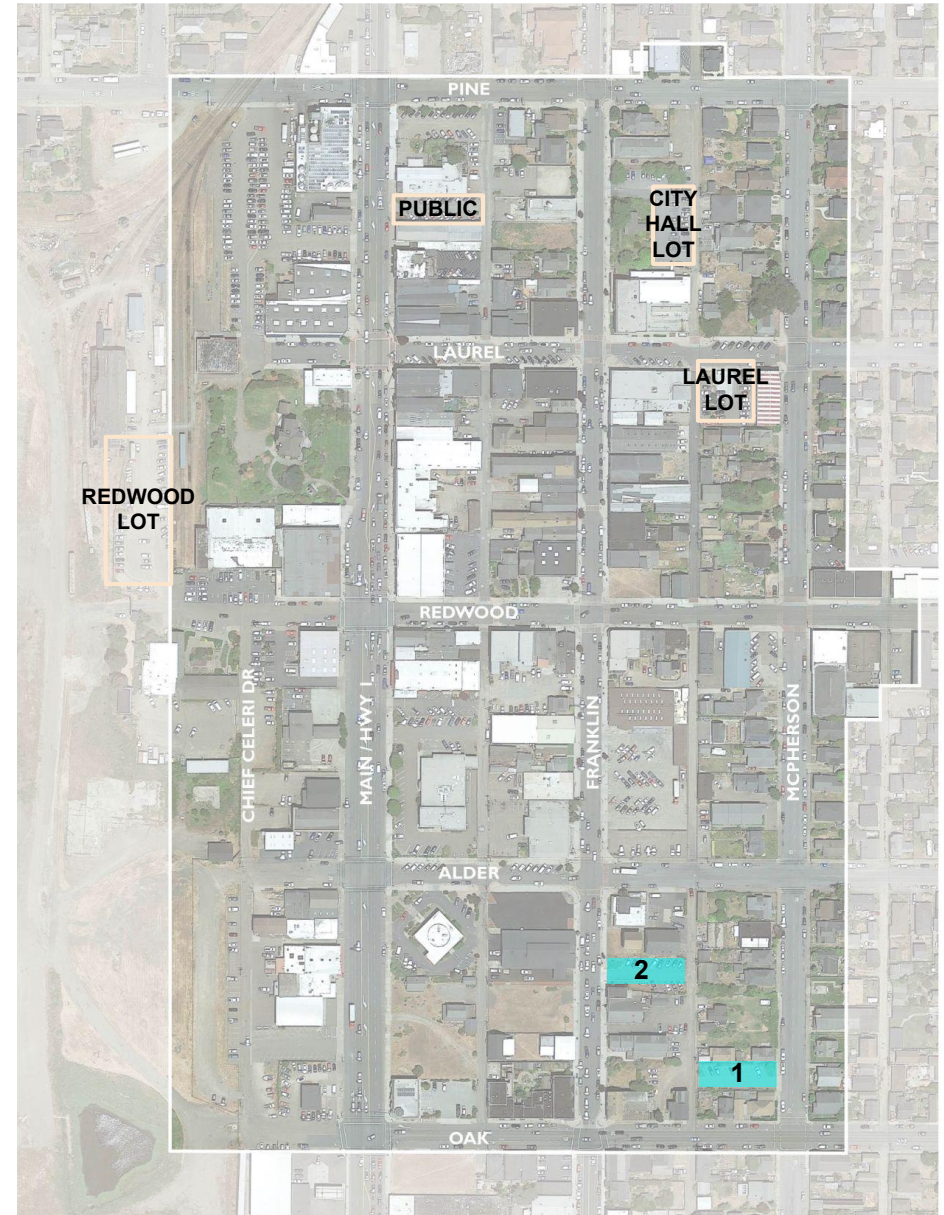 PINE
PUBLIC
CITY
HALL
LOT
LAUREL
LAUREL
LOT
REDWOOD
LOT
REDWOOD
CHIEF CELERI DR
MAIN / HWY 1
FRANKLIN
MCPHERSON
ALDER
2
1
OAK